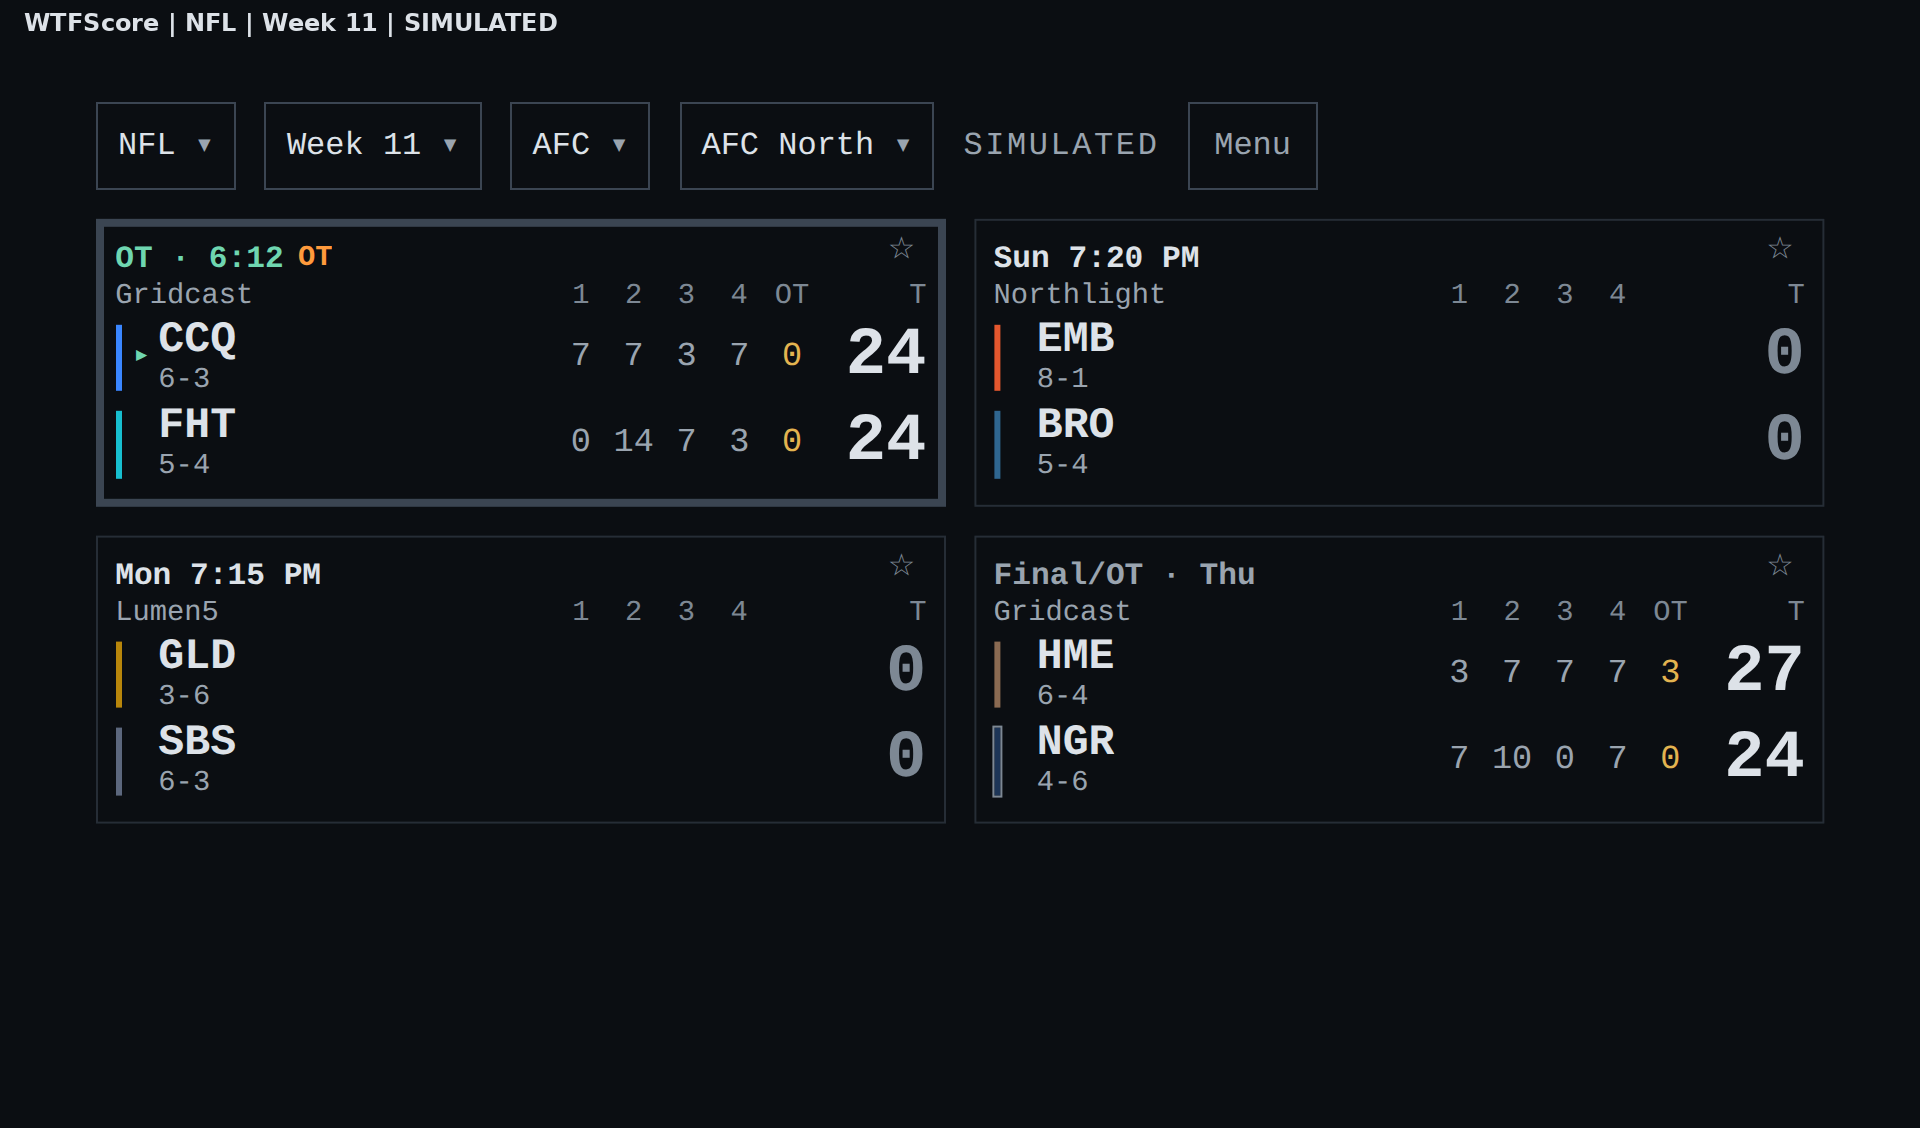 WTFScore | NFL | Week 11 | SIMULATED
NFL ▼ Week 11 ▼ AFC ▼ AFC North ▼ SIMULATED Menu
OT · 6:12 OT ☆
Gridcast 1 2 3 4 OT T
▶ CCQ 7 7 3 7 0 24
6-3
FHT 0 14 7 3 0 24
5-4
Sun 7:20 PM ☆
Northlight 1 2 3 4 T
EMB 0
8-1
BRO 0
5-4
Mon 7:15 PM ☆
Lumen5 1 2 3 4 T
GLD 0
3-6
SBS 0
6-3
Final/OT · Thu ☆
Gridcast 1 2 3 4 OT T
HME 3 7 7 7 3 27
6-4
NGR 7 10 0 7 0 24
4-6